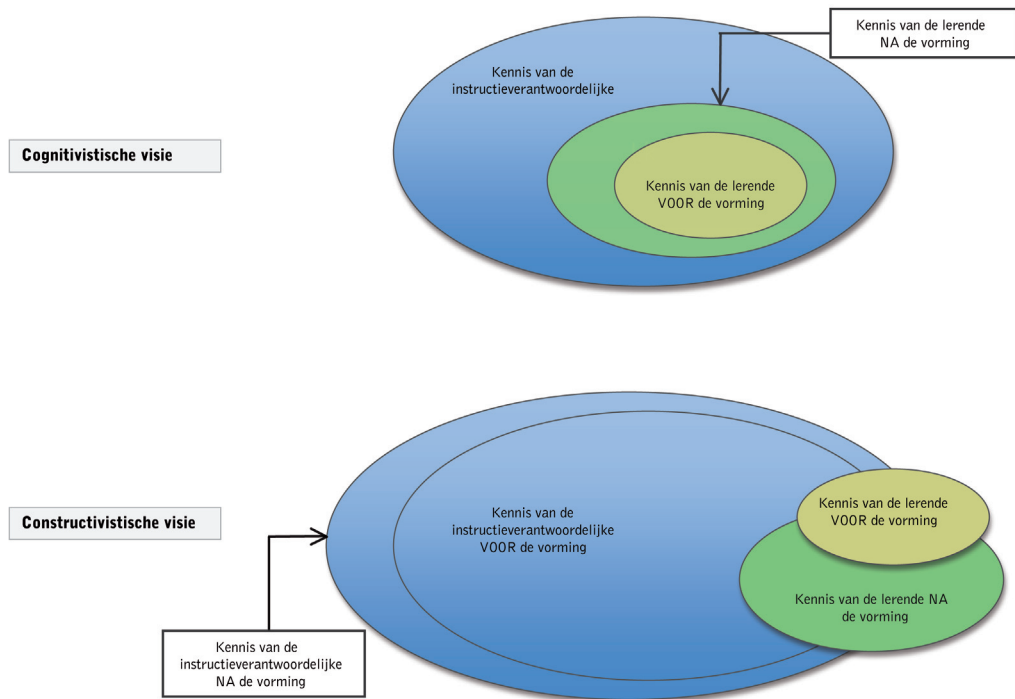 Kennis van de lerende
NA de vorming
Kennis van de
instructieverantwoordelijke
Cognitivistische visie
Kennis van de lerende
VOOR de vorming
Kennis van de lerende
VOOR de vorming
Kennis van de
instructieverantwoordelijke
VOOR de vorming
Constructivistische visie
Kennis van de lerende NA
de vorming
Kennis van de
instructieverantwoordelijke
NA de vorming